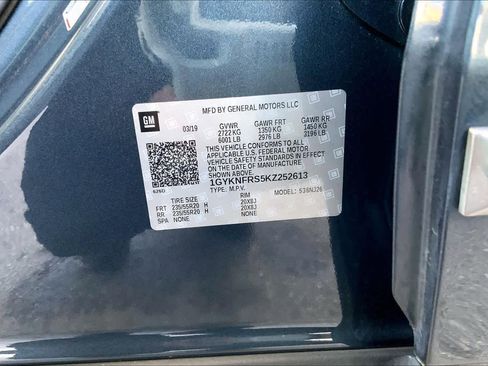 GM
MFD BY GENERAL MOTORS LLC
03/19 GVWR GAWR FRT GAWR RR
2722 KG 1350 KG 1450 KG
6001 LB 2976 LB 3196 LB
THIS VEHICLE CONFORMS TO ALL APPLICABLE
U.S. FEDERAL MOTOR VEHICLE SAFETY AND
VEHICLE SAFETY STANDARDS IN EFFECT ON
THE DATE OF MANUFACTURE
SHOWN ABOVE.
1GYKNFRS5KZ252613
TYPE: M.P.V. MODEL:
TIRE SIZE RIM
FRT 235/55R20 H 20X8J
RR 235/55R20 H 20X8J
SPA NONE NONE